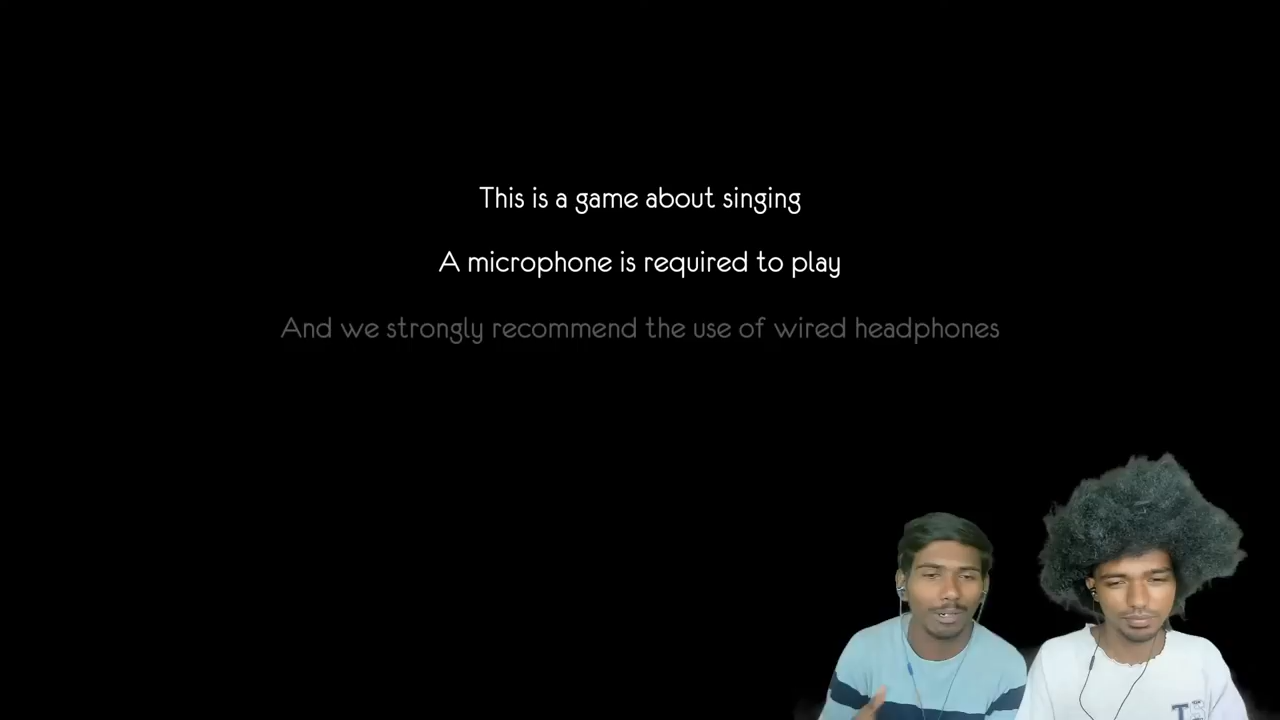 This is a game about singing
A microphone is required to play
And we strongly recommend the use of wired headphones